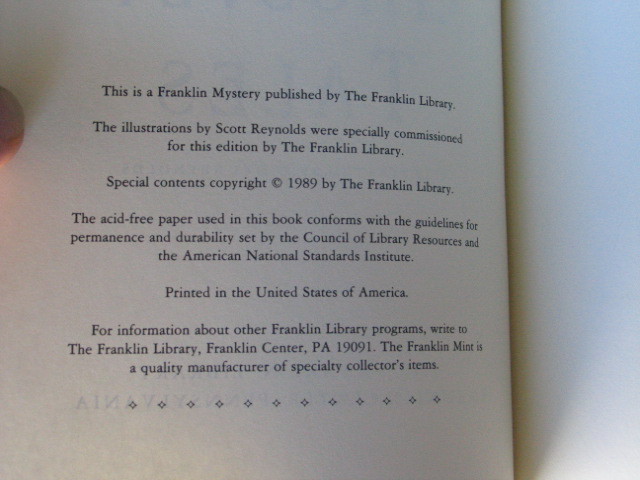 This is a Franklin Mystery published by The Franklin Library.
The illustrations by Scott Reynolds were specially commissioned
for this edition by The Franklin Library.
Special contents copyright © 1989 by The Franklin Library.
The acid-free paper used in this book conforms with the guidelines for
permanence and durability set by the Council of Library Resources and
the American National Standards Institute.
Printed in the United States of America.
For information about other Franklin Library programs, write to
The Franklin Library, Franklin Center, PA 19091. The Franklin Mint is
a quality manufacturer of specialty collector's items.